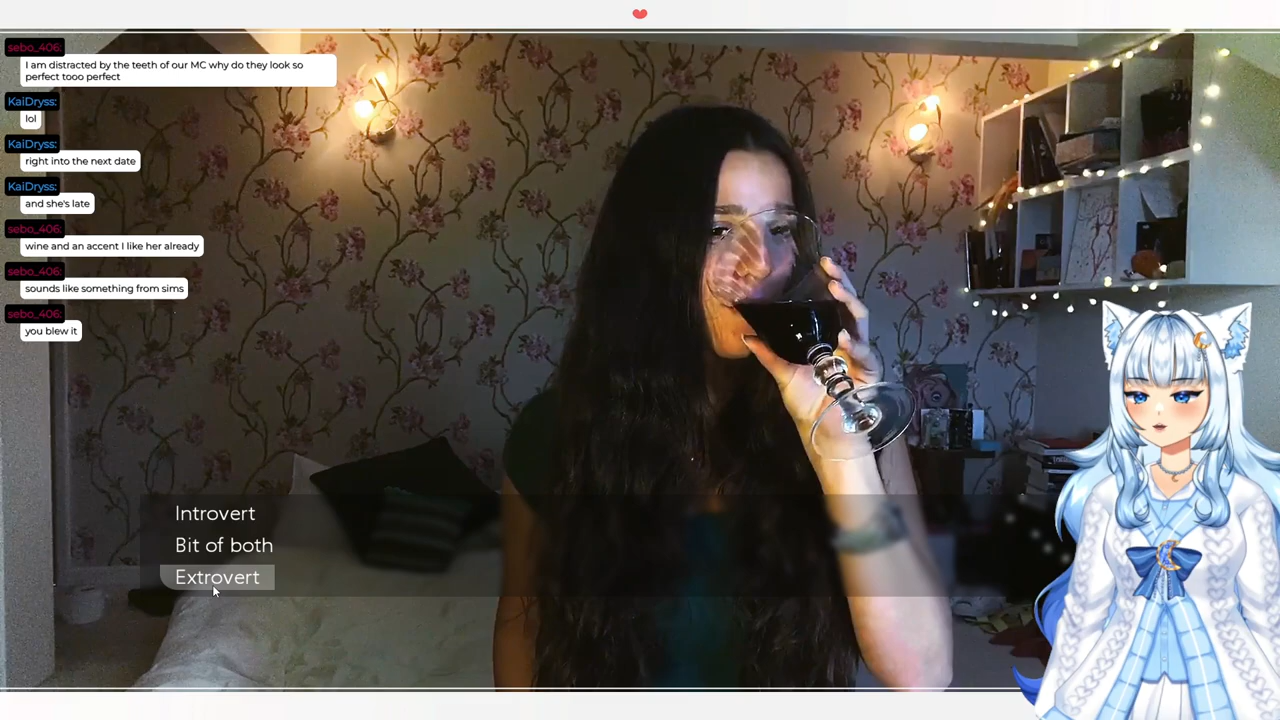 sebo_406:
I am distracted by the teeth of our MC why do they look so
perfect tooo perfect
KaiDryss:
lol
KaiDryss:
right into the next date
KaiDryss:
and she's late
sebo_406:
wine and an accent I like her already
sebo_406:
sounds like something from sims
sebo_406:
you blew it
Introvert
Bit of both
Extrovert